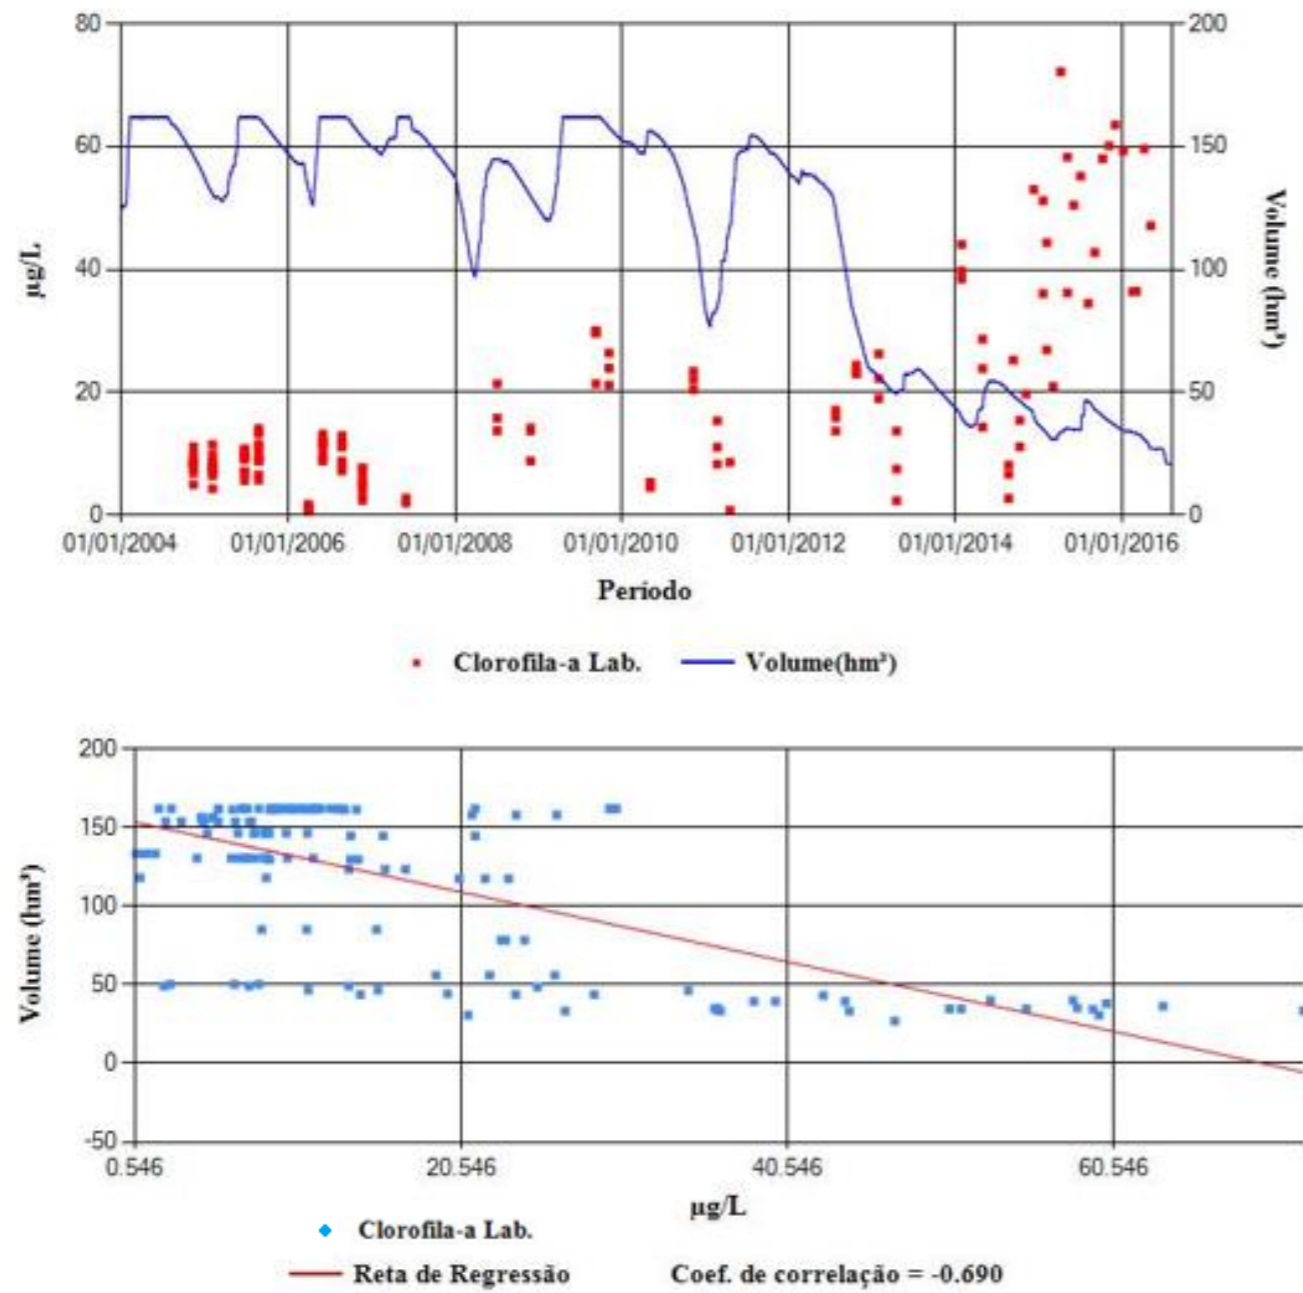 80
200
60
150
40
100
20
50
0
0
µg/L
Volume (hm³)
01/01/2004 01/01/2006 01/01/2008 01/01/2010 01/01/2012 01/01/2014 01/01/2016
Período
Clorofila-a Lab. Volume(hm³)
200
150
100
50
0
-50
Volume (hm³)
0.546 20.546 40.546 60.546
µg/L
Clorofila-a Lab.
Reta de Regressão Coef. de correlação = -0.690